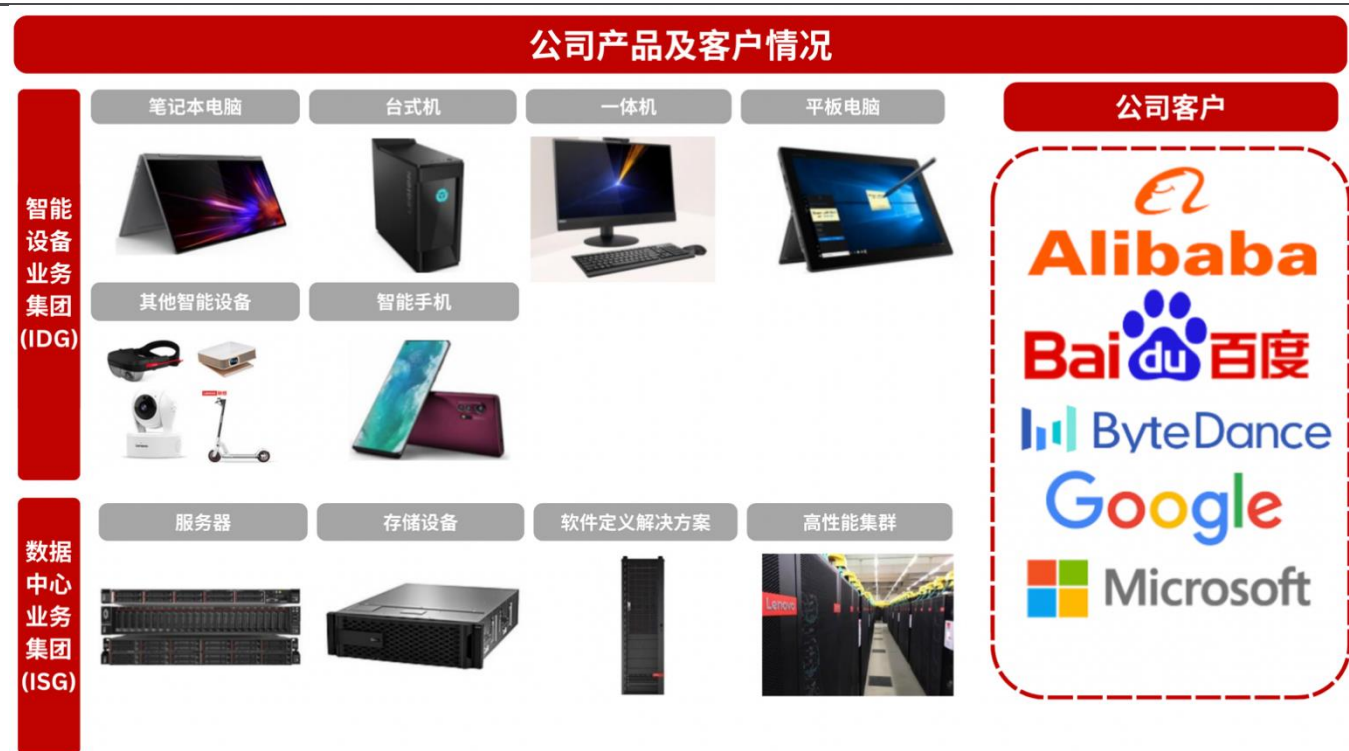 公司产品及客户情况
智能
设备
业务
集团
(IDG)
笔记本电脑
台式机
一体机
平板电脑
其他智能设备
智能手机
数据
中心
业务
集团
(ISG)
服务器
存储设备
软件定义解决方案
高性能集群
Lenovo
公司客户
Alibaba
Bai du 百度
ByteDance
Google
Microsoft